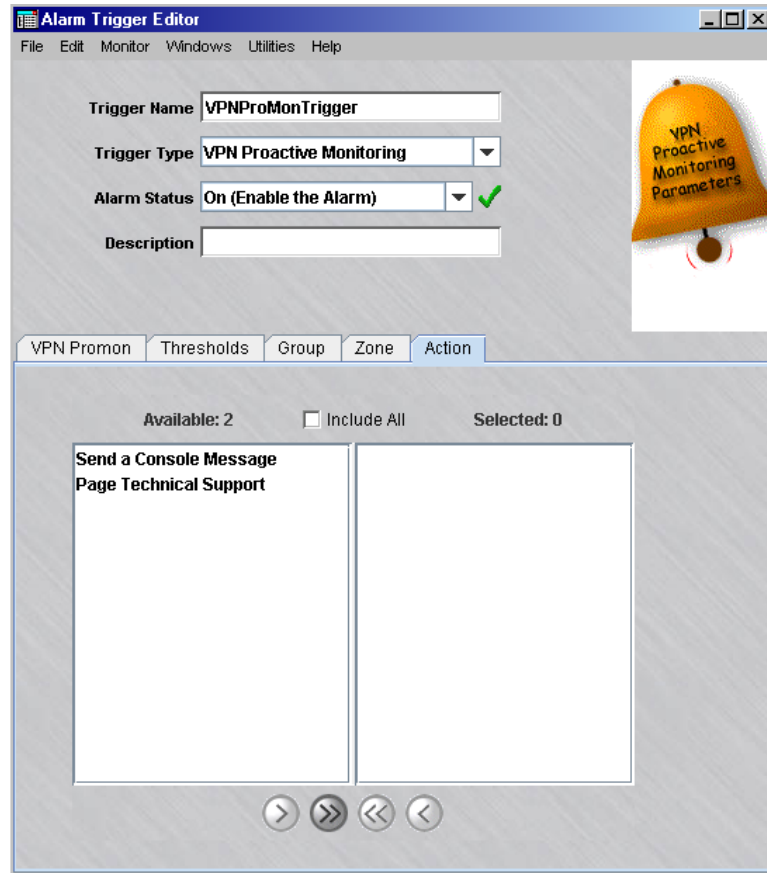 Alarm Trigger Editor
File Edit Monitor Windows Utilities Help
Trigger Name VPNProMonTrigger
Trigger Type VPN Proactive Monitoring
Alarm Status On (Enable the Alarm)
Description
VPN
Proactive
Monitoring
Parameters
VPN Promon Thresholds Group Zone Action
Available: 2 Include All Selected: 0
Send a Console Message
Page Technical Support